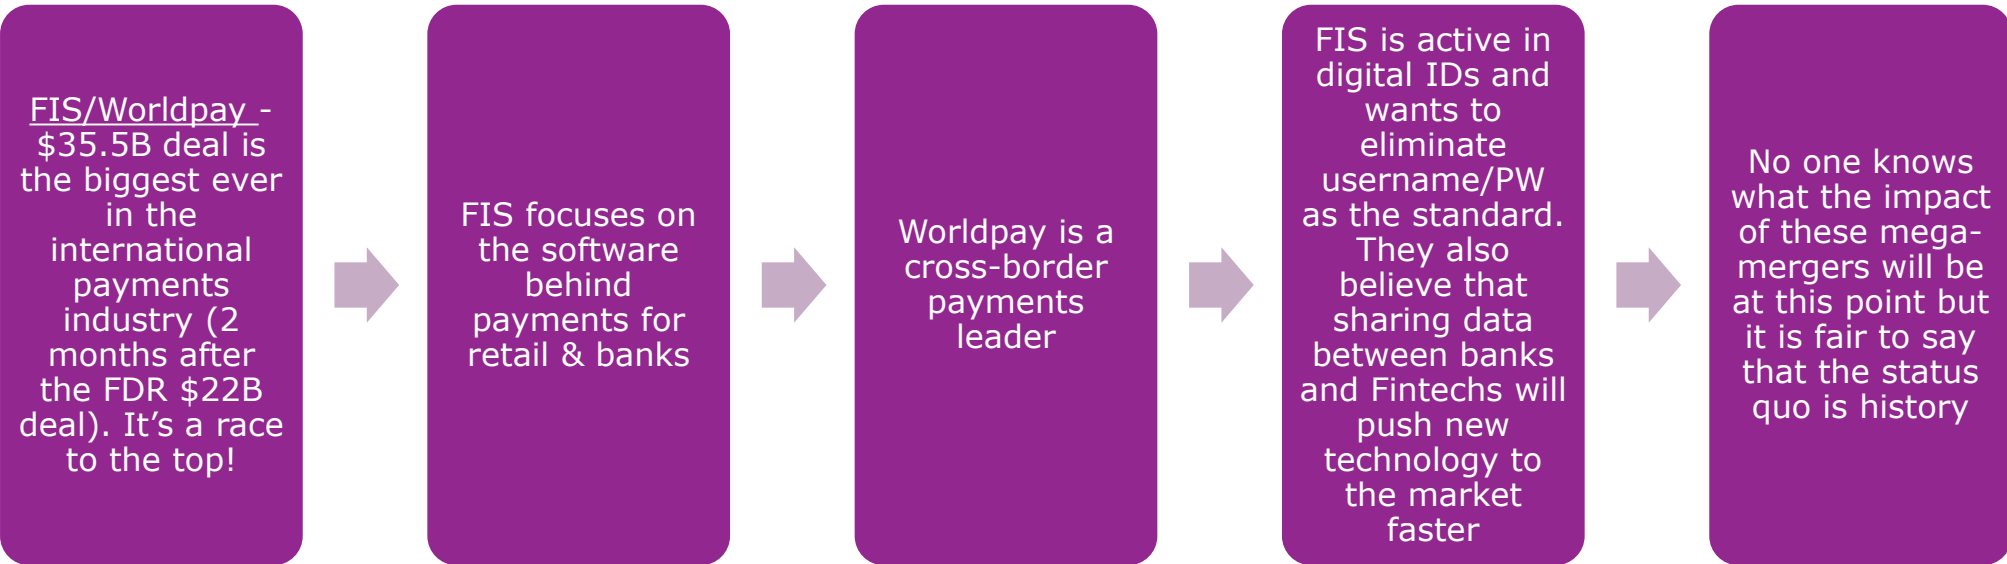 FIS/Worldpay -
$35.5B deal is
the biggest ever
in the
international
payments
industry (2
months after
the FDR $22B
deal). It’s a race
to the top!
FIS focuses on
the software
behind
payments for
retail & banks
Worldpay is a
cross-border
payments
leader
FIS is active in
digital IDs and
wants to
eliminate
username/PW
as the standard.
They also
believe that
sharing data
between banks
and Fintechs will
push new
technology to
the market
faster
No one knows
what the impact
of these mega-
mergers will be
at this point but
it is fair to say
that the status
quo is history